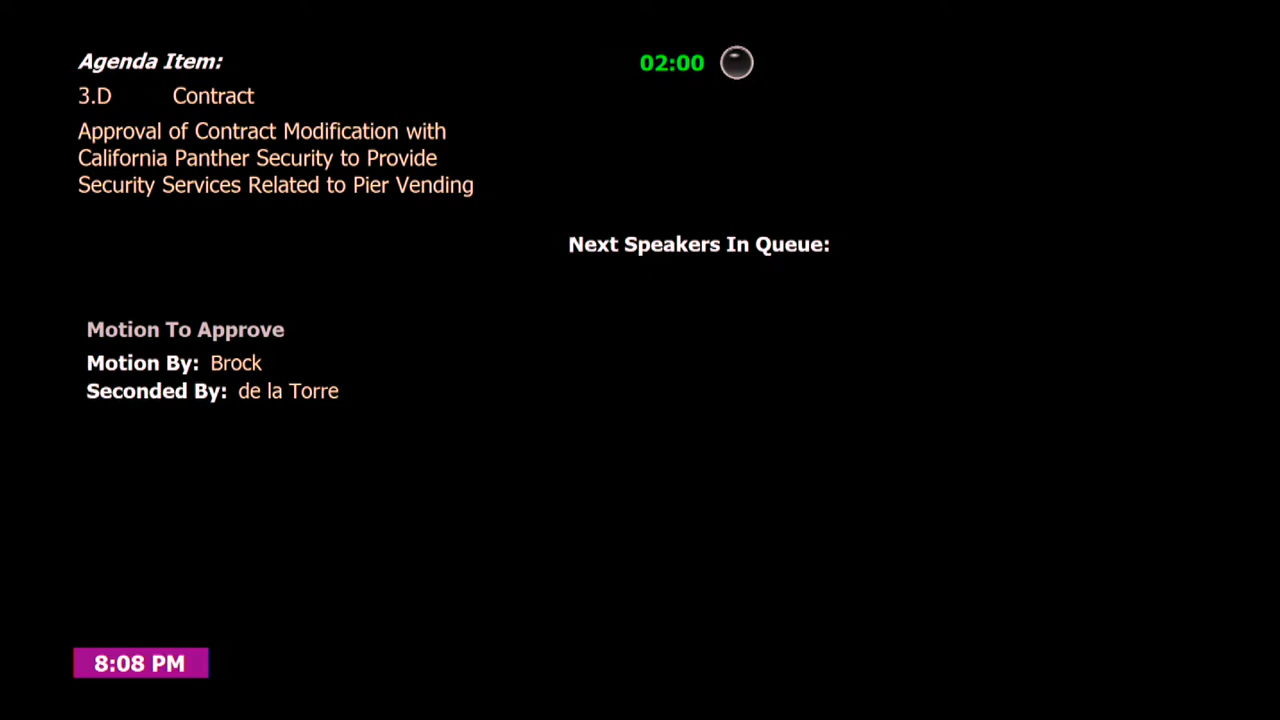 Agenda Item:
02:00
3.D Contract
Approval of Contract Modification with
California Panther Security to Provide
Security Services Related to Pier Vending
Next Speakers In Queue:
Motion To Approve
Motion By: Brock
Seconded By: de la Torre
8:08 PM